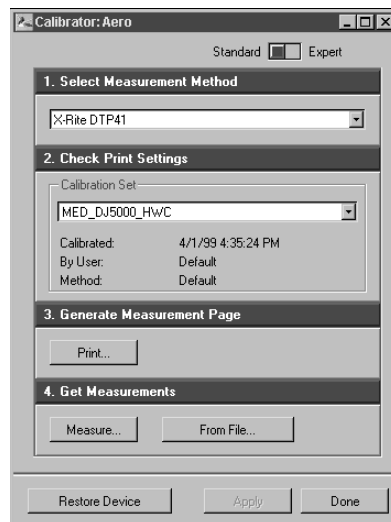 Calibrator: Aero
Standard Expert
1. Select Measurement Method
X-Rite DTP41
2. Check Print Settings
Calibration Set
MED_DJ5000_HWC
Calibrated: 4/1/99 4:35:24 PM
By User: Default
Method: Default
3. Generate Measurement Page
Print...
4. Get Measurements
Measure... From File...
Restore Device Apply Done